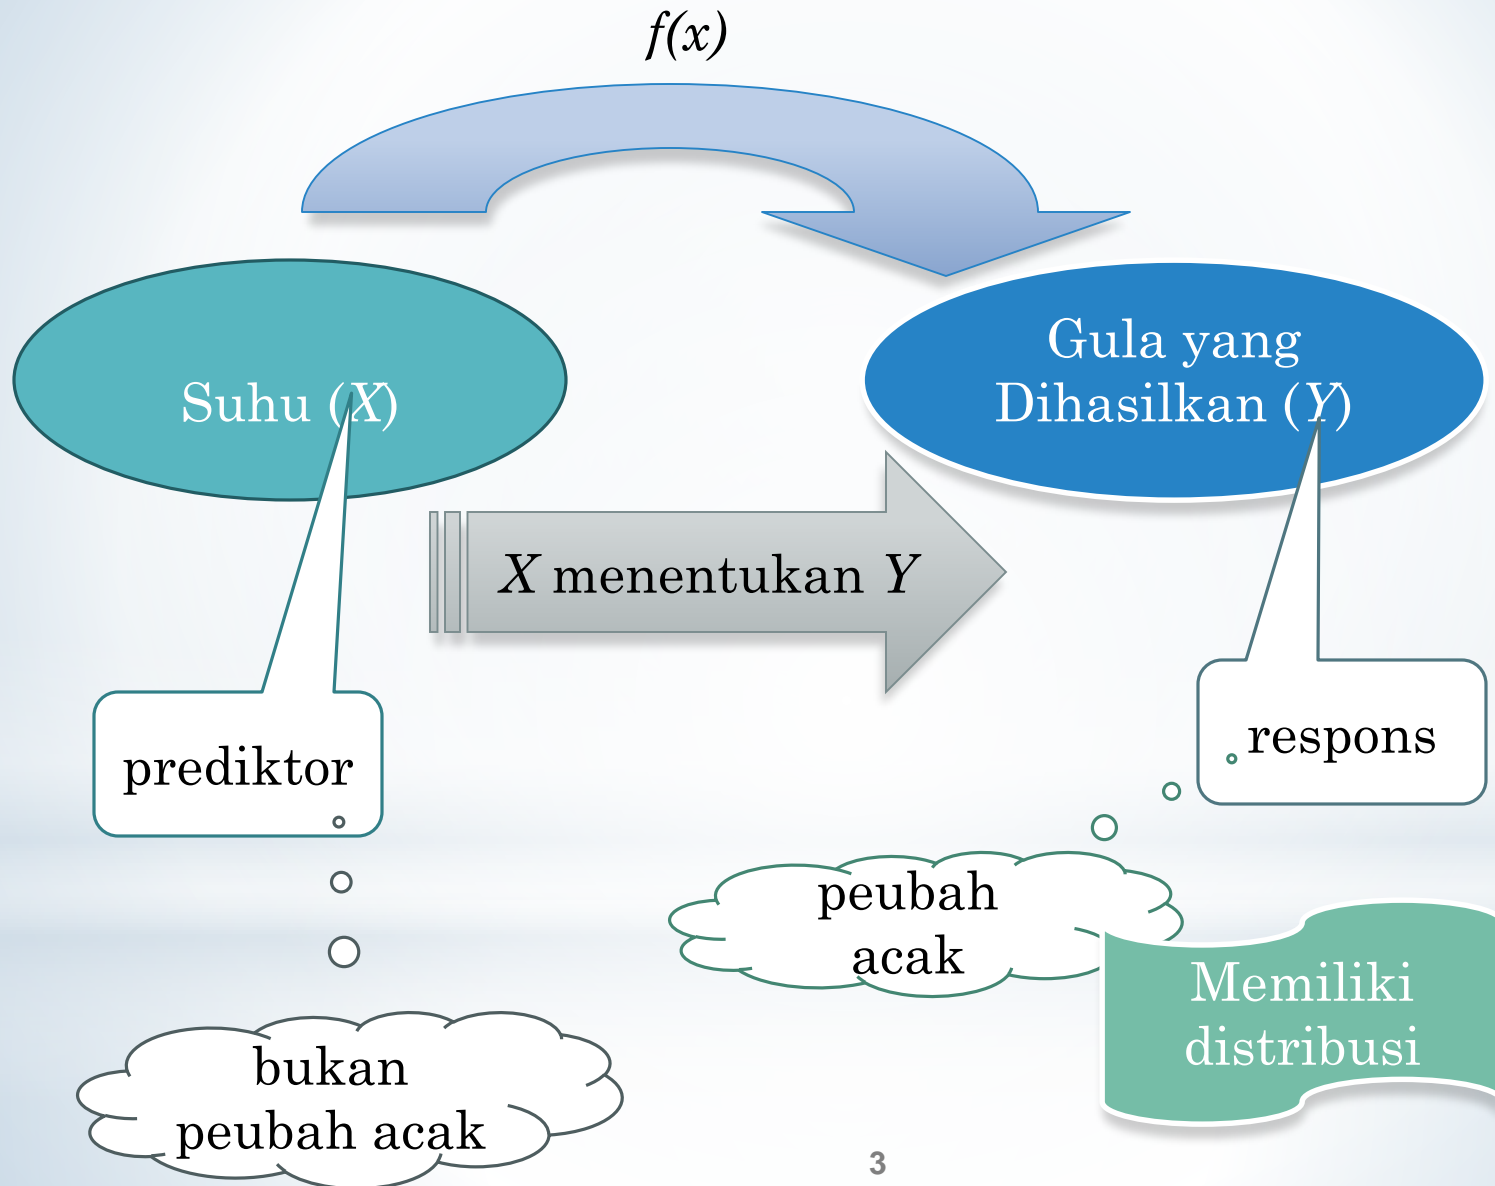 f(x)
Suhu (X)
Gula yang
Dihasilkan (Y)
X menentukan Y
prediktor
respons
peubah
acak
Memiliki
distribusi
bukan
peubah acak
3